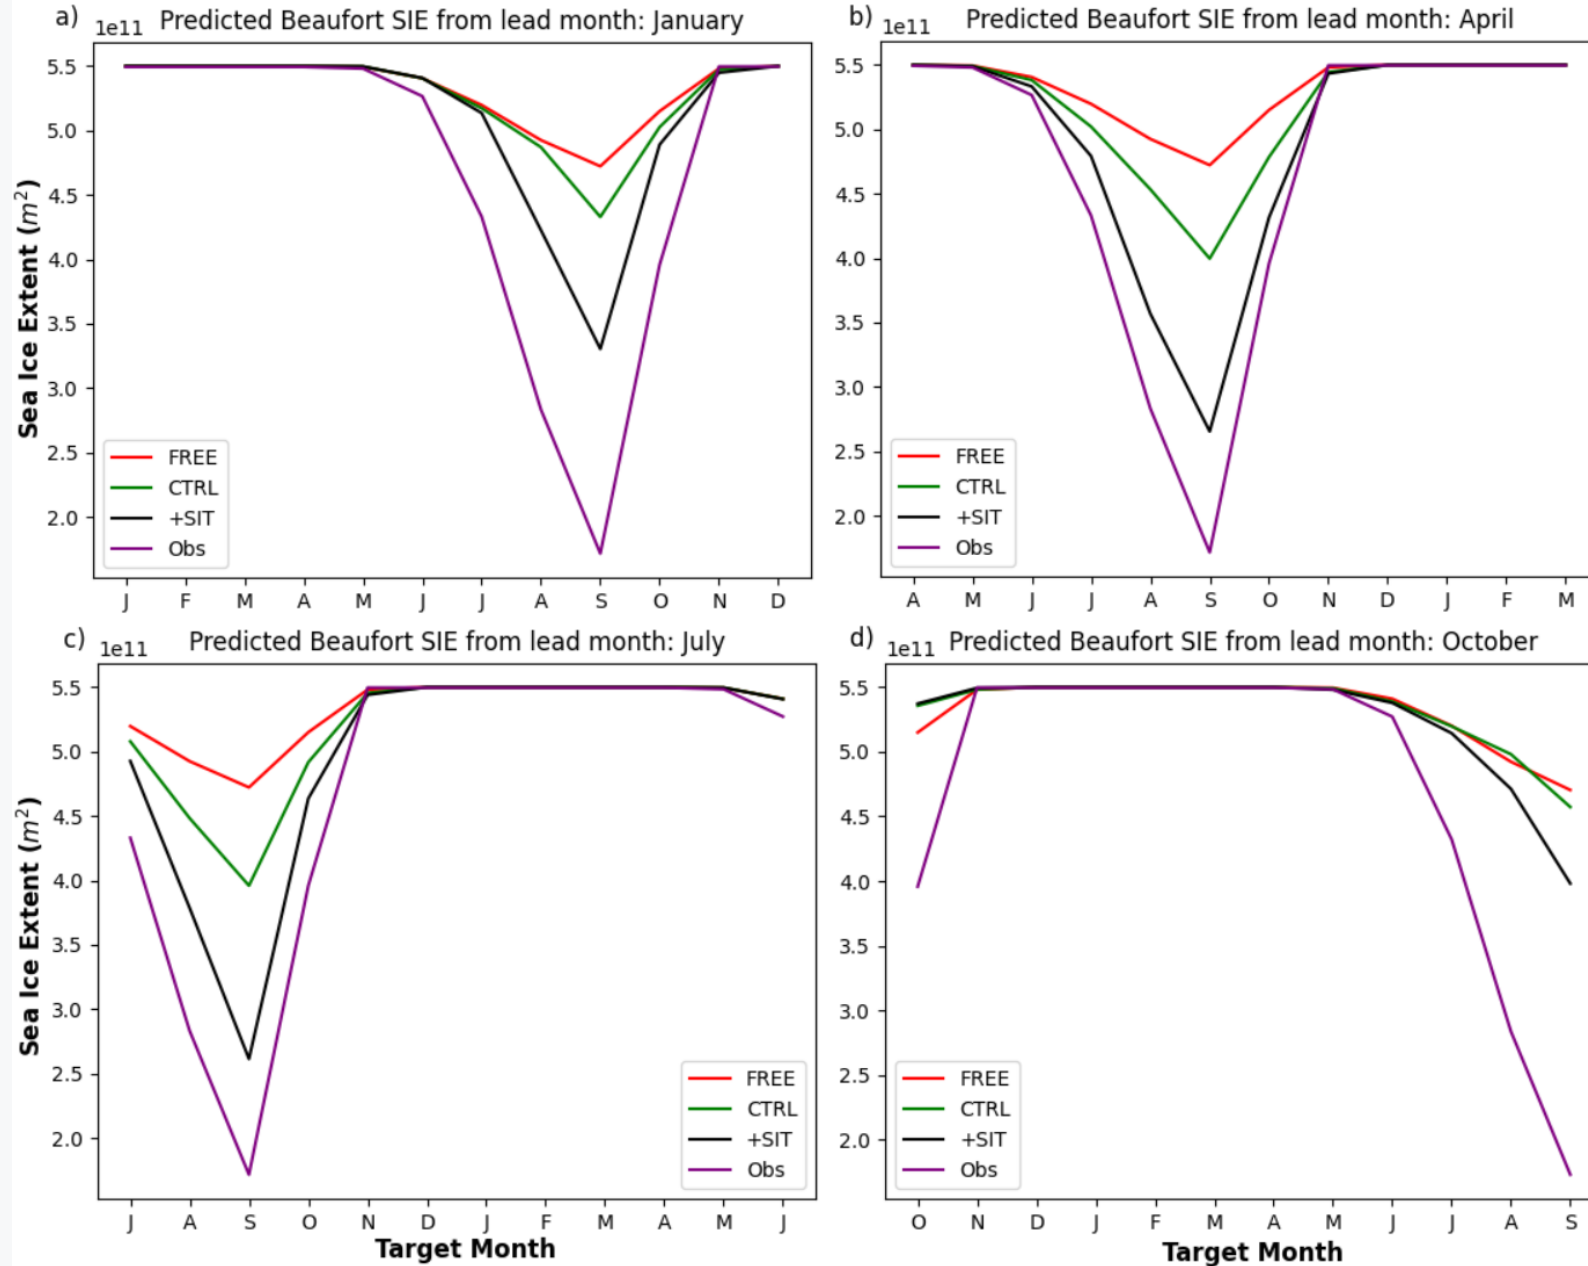 a) 1e11 Predicted Beaufort SIE from lead month: January
Sea Ice Extent (m²)
5.5
5.0
4.5
4.0
3.5
3.0
2.5
2.0
FREE
CTRL
+SIT
Obs
J F M A M J J A S O N D
b) 1e11 Predicted Beaufort SIE from lead month: April
5.5
5.0
4.5
4.0
3.5
3.0
2.5
2.0
FREE
CTRL
+SIT
Obs
A M J J A S O N D J F M
c) 1e11 Predicted Beaufort SIE from lead month: July
Sea Ice Extent (m²)
5.5
5.0
4.5
4.0
3.5
3.0
2.5
2.0
FREE
CTRL
+SIT
Obs
J A S O N D J F M A M J
Target Month
d) 1e11 Predicted Beaufort SIE from lead month: October
5.5
5.0
4.5
4.0
3.5
3.0
2.5
2.0
FREE
CTRL
+SIT
Obs
O N D J F M A M J J A S
Target Month